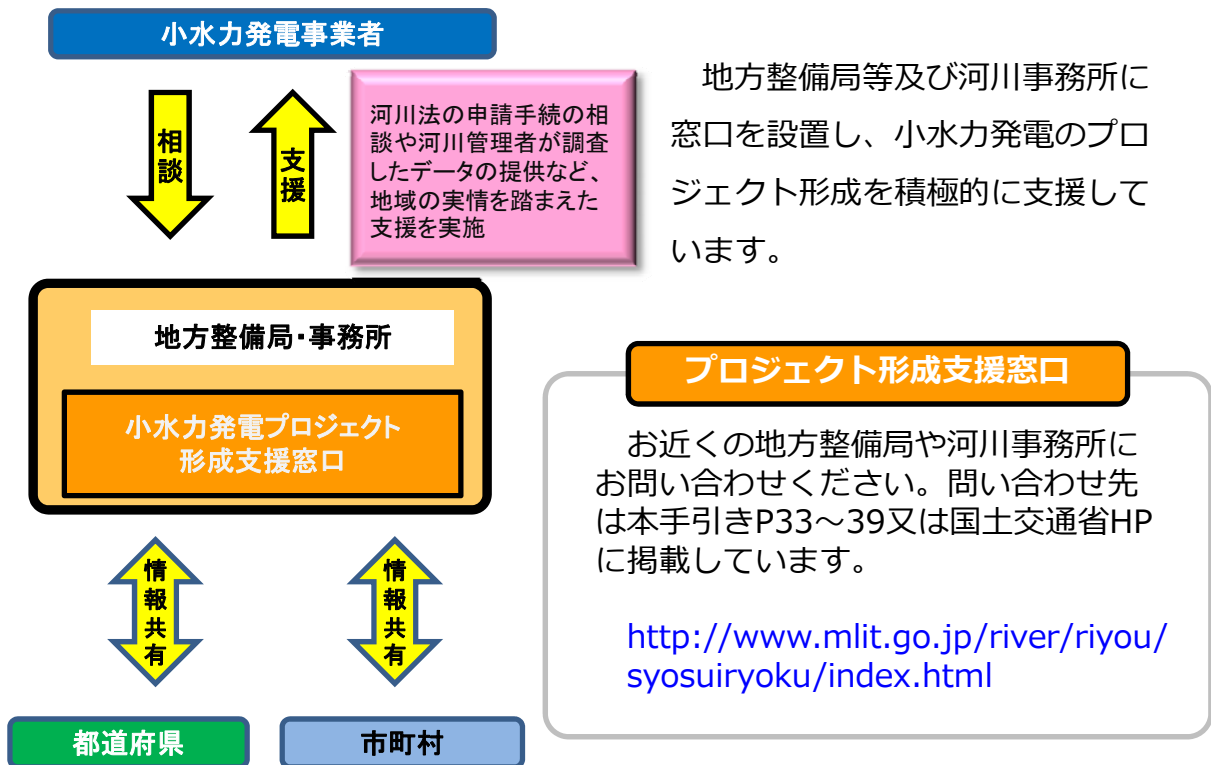 小水力発電事業者
相談
支援
河川法の申請手続の相
談や河川管理者が調査
したデータの提供など、
地域の実情を踏まえた
支援を実施
地方整備局等及び河川事務所に
窓口を設置し、小水力発電のプロ
ジェクト形成を積極的に支援して
います。
地方整備局・事務所
小水力発電プロジェクト
形成支援窓口
情報共有
情報共有
都道府県
市町村
プロジェクト形成支援窓口
お近くの地方整備局や河川事務所に
お問い合わせください。問い合わせ先
は本手引きP33～39又は国土交通省HP
に掲載しています。
http://www.mlit.go.jp/river/riyou/
syosuiryoku/index.html